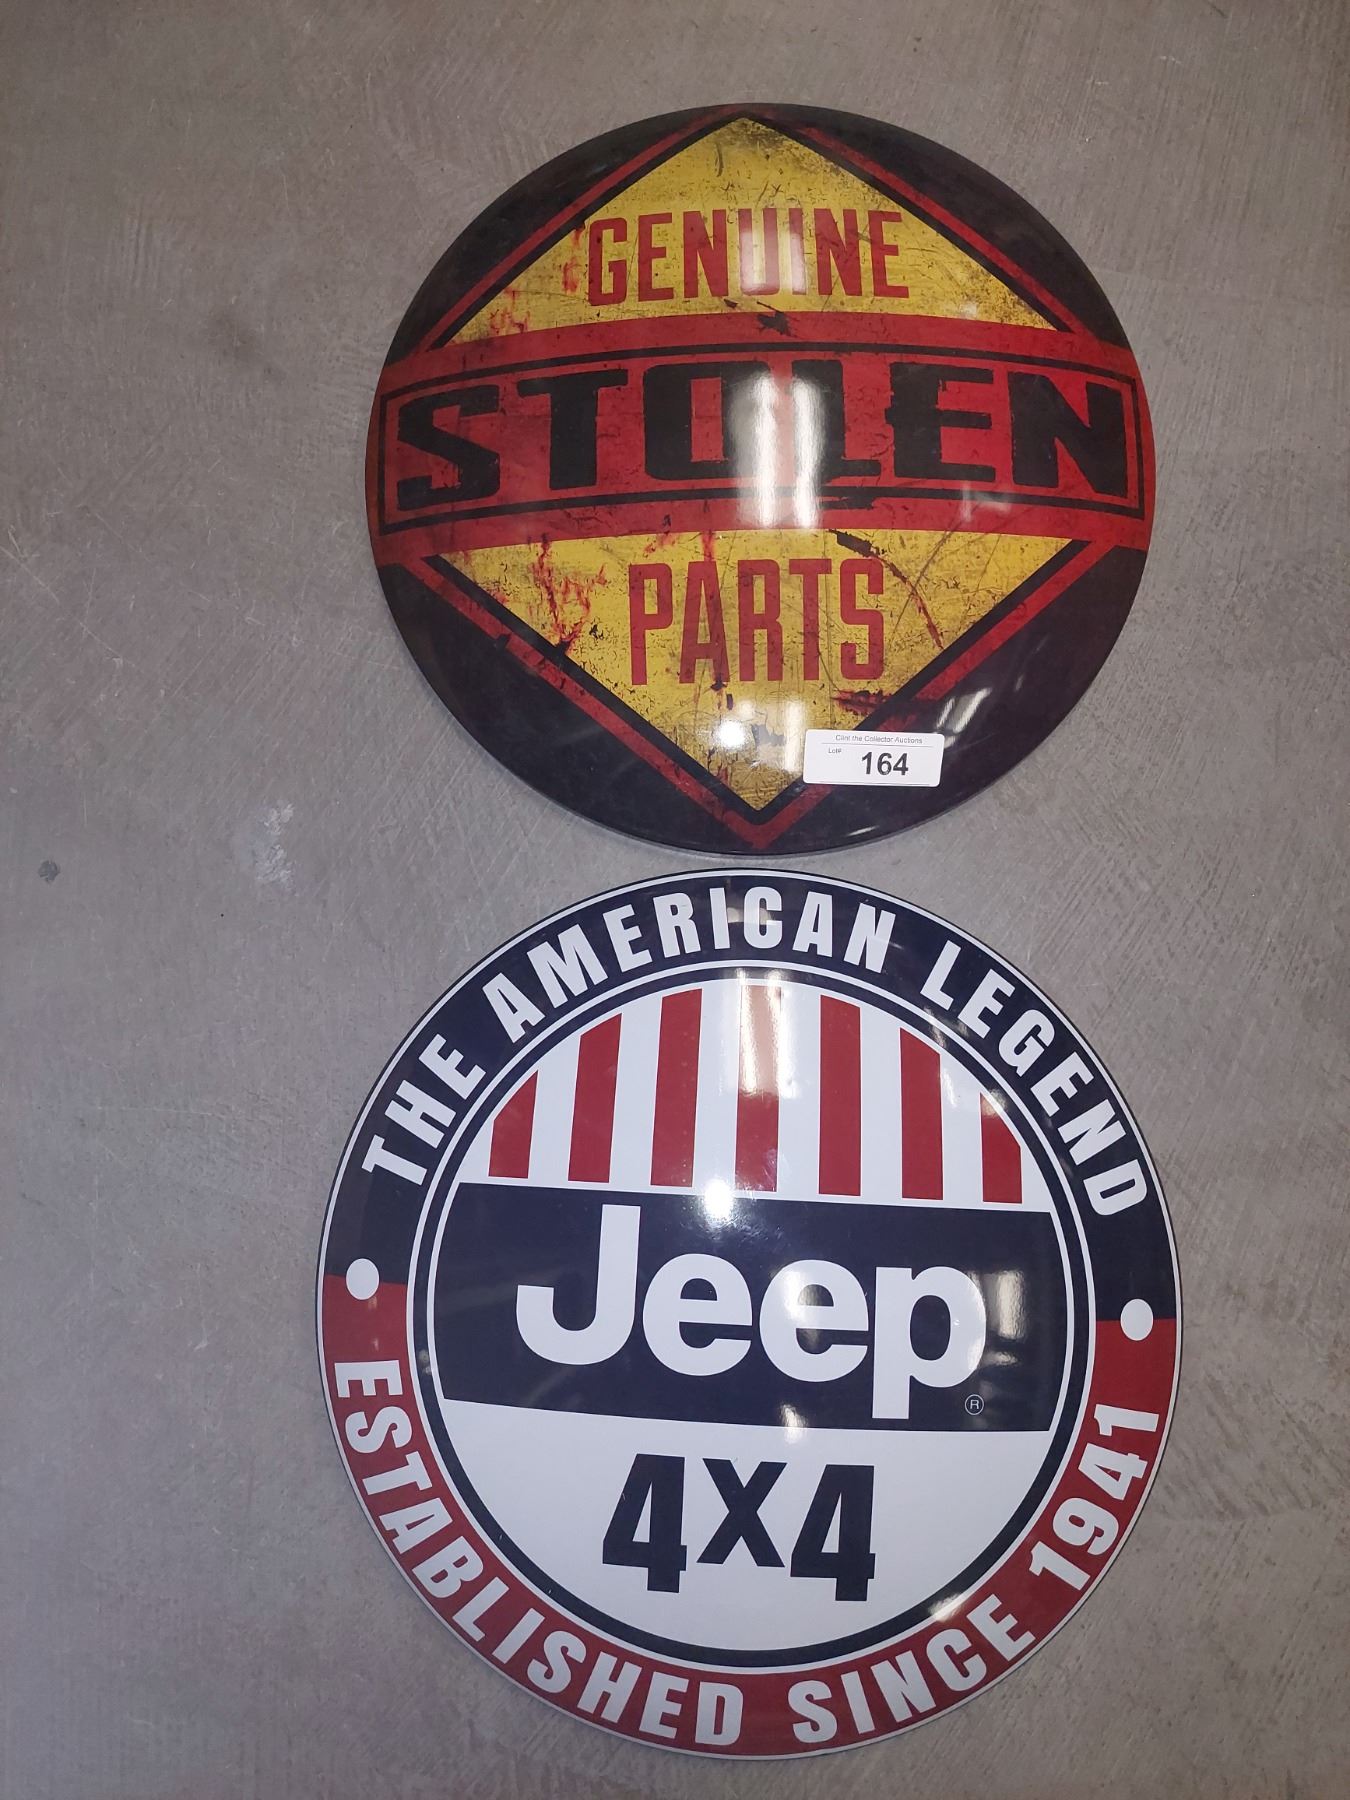 GENUINE
STOLEN
PARTS
Clint the Collector Auctions
Lot#
164
THE AMERICAN LEGEND
Jeep®
4X4
ESTABLISHED SINCE 1941